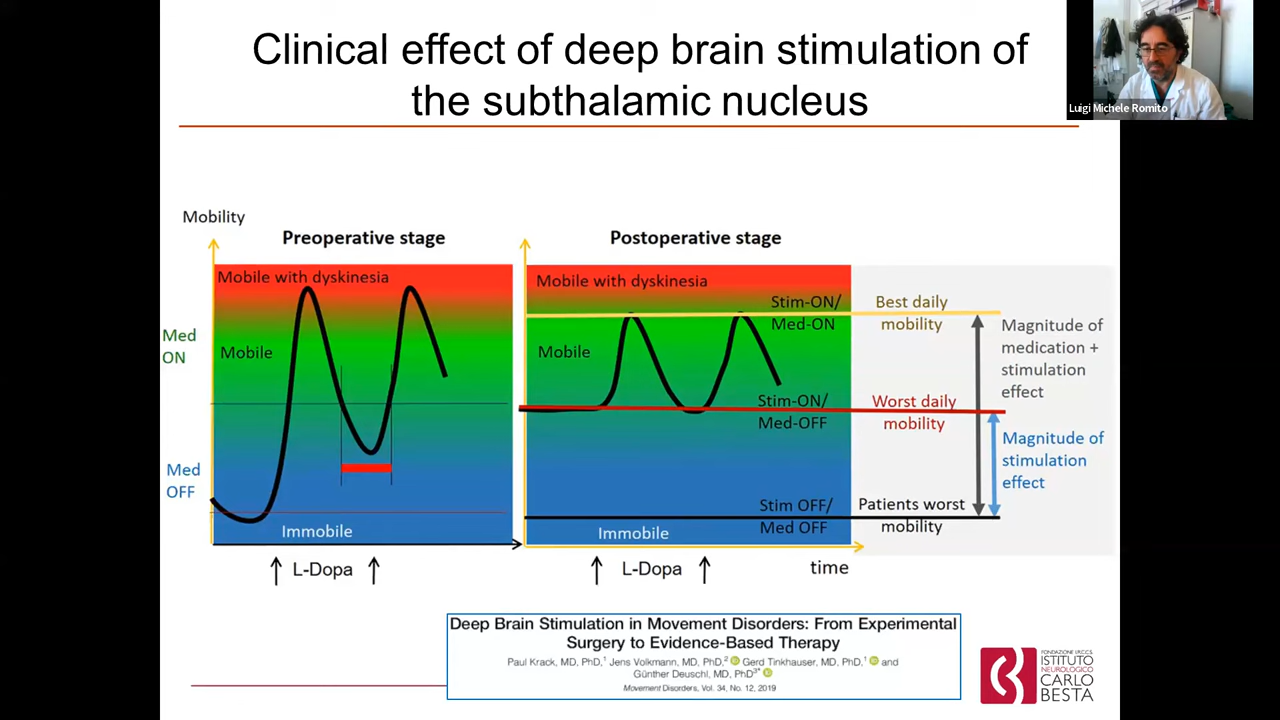 Clinical effect of deep brain stimulation of
the subthalamic nucleus
Luigi Michele Romito
Mobility
Preoperative stage
Postoperative stage
Mobile with dyskinesia
Mobile with dyskinesia
Stim-ON/
Med-ON
Best daily
mobility
Med
ON
Mobile
Mobile
Magnitude of
medication +
stimulation
effect
Stim-ON/
Med-OFF
Worst daily
mobility
Med
OFF
Magnitude of
stimulation
effect
Stim OFF/
Med OFF
Patients worst
mobility
Immobile
Immobile
L-Dopa
L-Dopa
time
Deep Brain Stimulation in Movement Disorders: From Experimental
Surgery to Evidence-Based Therapy
Paul Krack, MD, PhD,1 Jens Volkmann, MD, PhD,2 Gerd Tinkhauser, MD, PhD,1 and
Günther Deuschl, MD, PhD3*
Movement Disorders, Vol. 34, No. 12, 2019
FONDAZIONE I.R.C.C.S.
ISTITUTO
NEUROLOGICO
CARLO
BESTA